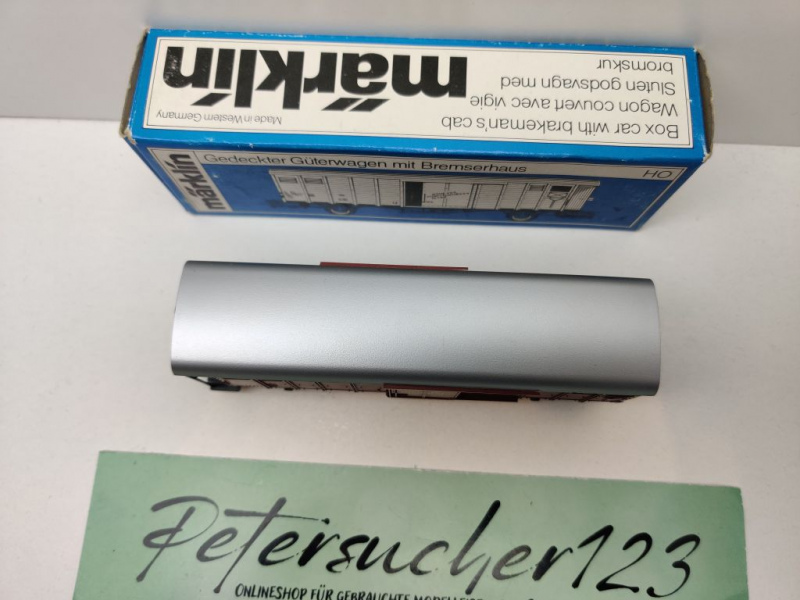 märklin
Made in Western Germany
Box car with brakeman's cab
Wagon couvert avec vigie
Sluten godsvagn med
bromskur
märklin
Gedeckter Güterwagen mit Bremserhaus
HO
Petersucher123
ONLINESHOP FÜR GEBRAUCHTE